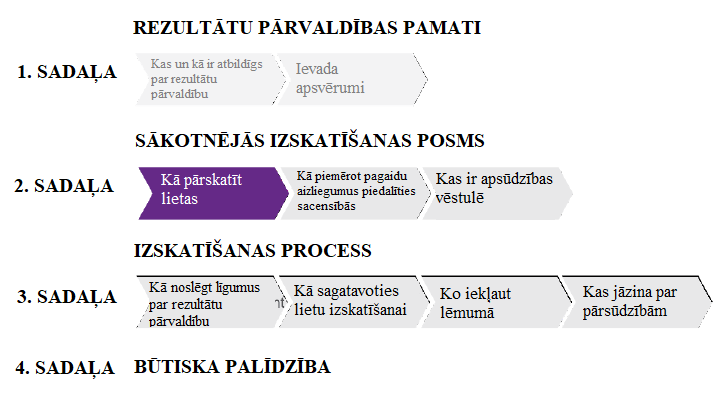 REZULTĀTU PĀRVALDĪBAS PAMATI
1. SADAĻA
Kas un kā ir atbildīgs
par rezultātu
pārvaldību
Ievada
apsvērumi
SĀKOTNĒJĀS IZSKATĪŠANAS POSMS
2. SADAĻA
Kā pārskatīt
lietas
Kā piemērot pagaidu
aizliegumus piedalīties
sacensībās
Kas ir apsūdzības
vēstulē
IZSKATĪŠANAS PROCESS
3. SADAĻA
Kā noslēgt līgumus
par rezultātu
pārvaldību
Kā sagatavoties
lietu izskatīšanai
Ko iekļaut
lēmumā
Kas jāzina par
pārsūdzībām
4. SADAĻA
BŪTISKA PALĪDZĪBA